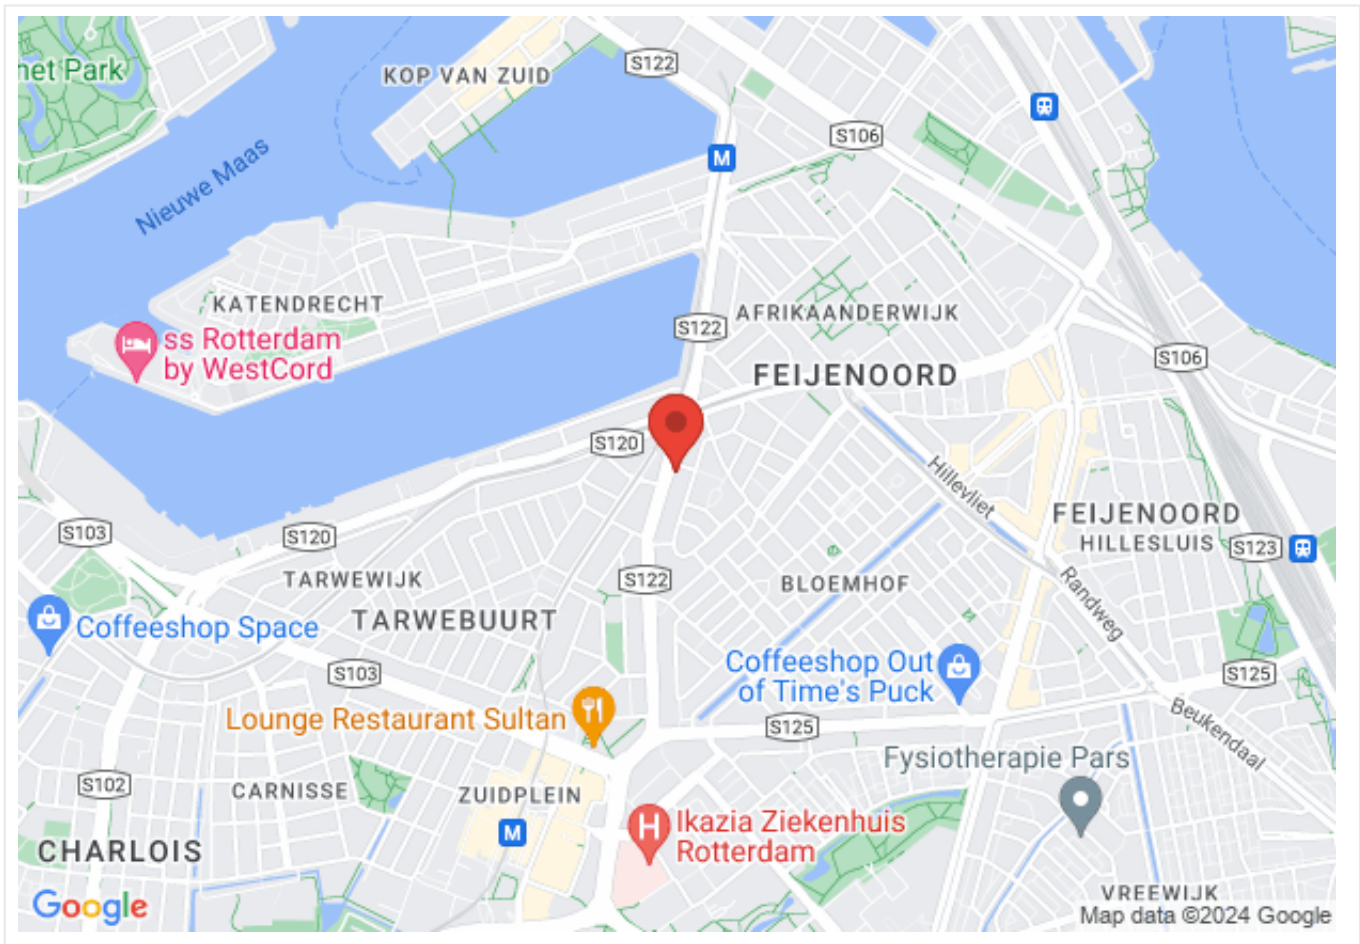 net Park
KOP VAN ZUID
S122
S106
M
Nieuwe Maas
KATENDRECHT
AFRIKAANDERWIJK
S122
ss Rotterdam
by WestCord
S106
FEIJENOORD
S120
Hillevliet
FEIJENOORD
HILLESLUIS
S123
S103
S120
TARWEWIJK
S122
BLOEMHOF
Randweg
TARWEBUURT
Coffeeshop Space
Coffeeshop Out
of Time's Puck
S103
S125
Lounge Restaurant Sultan
S125
Beukendaal
Fysiotherapie Pars
S102
CARNISSE
ZUIDPLEIN
M
H
Ikazia Ziekenhuis
Rotterdam
CHARLOIS
VREEWIJK
Google
Map data ©2024 Google